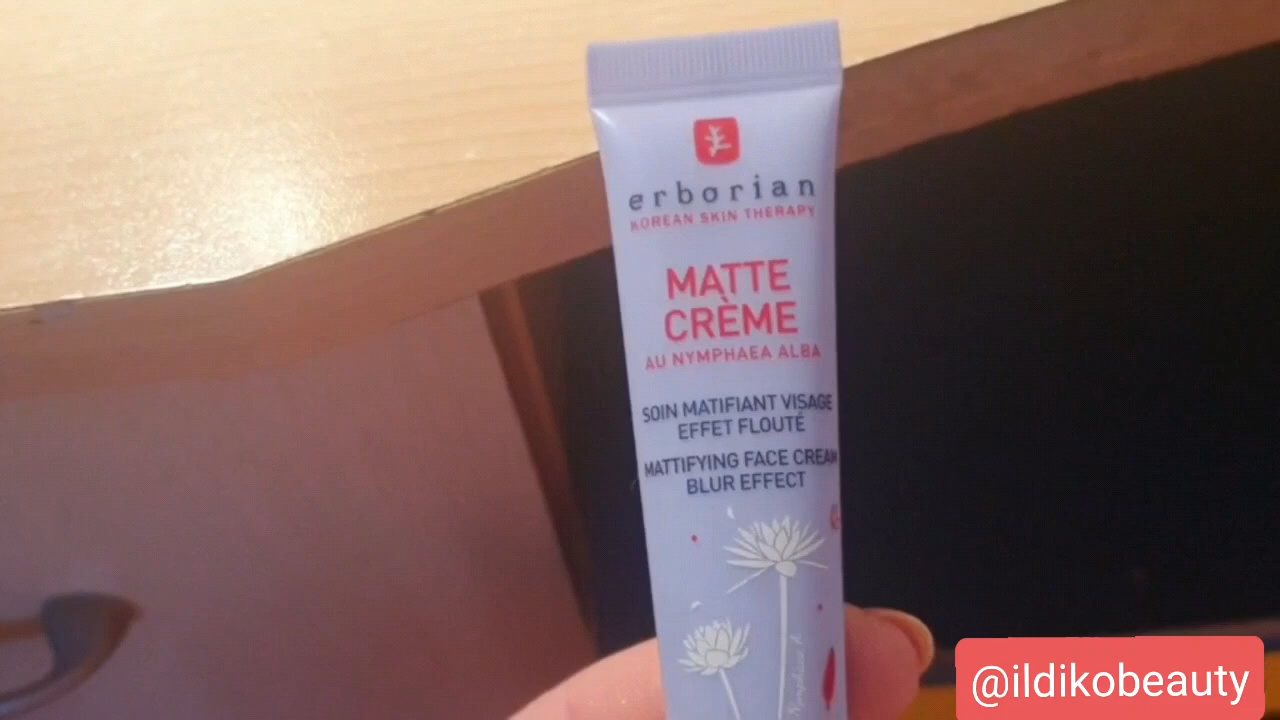 erborian
KOREAN SKIN THERAPY
MATTE
CRÈME
AU NYMPHAEA ALBA
SOIN MATIFIANT VISAGE
EFFET FLOUTÉ
MATTIFYING FACE CREAM
BLUR EFFECT
Nymphaea A
@ildikobeauty